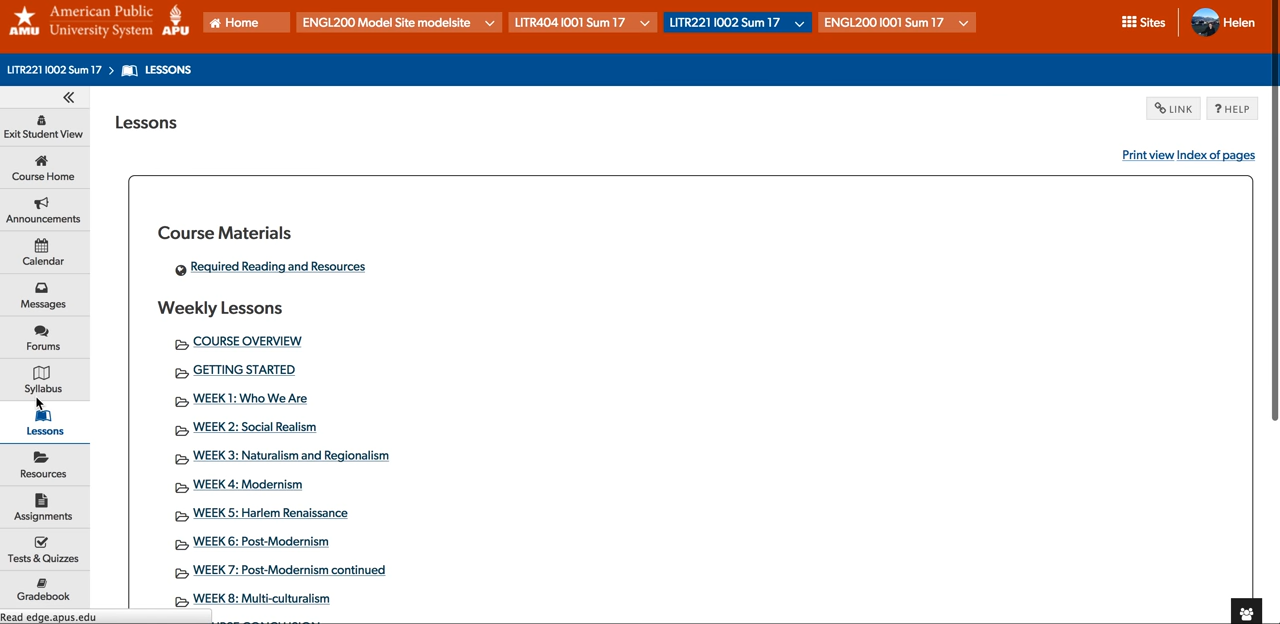 AMU
American Public
University System
APU
Home
ENGL200 Model Site modelsite
LITR404 I001 Sum 17
LITR221 I002 Sum 17
ENGL200 I001 Sum 17
Sites
Helen
LITR221 I002 Sum 17 > LESSONS
Exit Student View
Course Home
Announcements
Calendar
Messages
Forums
Syllabus
Lessons
Resources
Assignments
Tests & Quizzes
Gradebook
Read edge.apus.edu
Lessons
LINK
? HELP
Print view Index of pages
Course Materials
Required Reading and Resources
Weekly Lessons
COURSE OVERVIEW
GETTING STARTED
WEEK 1: Who We Are
WEEK 2: Social Realism
WEEK 3: Naturalism and Regionalism
WEEK 4: Modernism
WEEK 5: Harlem Renaissance
WEEK 6: Post-Modernism
WEEK 7: Post-Modernism continued
WEEK 8: Multi-culturalism